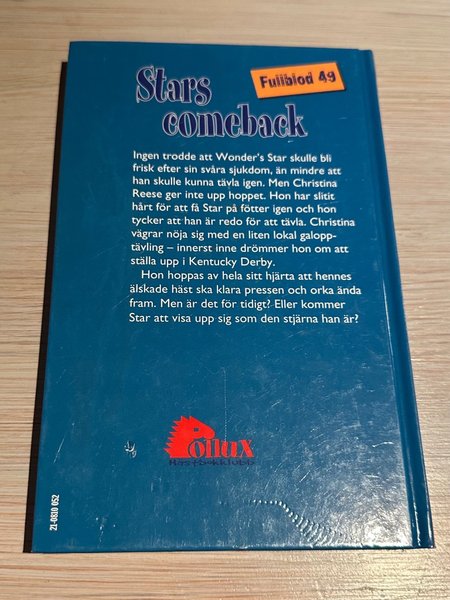 Stars
comeback
Fullblod 49
Ingen trodde att Wonder's Star skulle bli
frisk efter sin svåra sjukdom, än mindre att
han skulle kunna tävla igen. Men Christina
Reese ger inte upp hoppet. Hon har slitit
hårt för att få Star på fötter igen och hon
tycker att han är redo för att tävla. Christina
vägrar nöja sig med en liten lokal galopp-
tävling – innerst inne drömmer hon om att
ställa upp i Kentucky Derby.
Hon hoppas av hela sitt hjärta att hennes
älskade häst ska klara pressen och orka ända
fram. Men är det för tidigt? Eller kommer
Star att visa upp sig som den stjärna han är?
Pollux
Hästbokklubb
21-0810 052